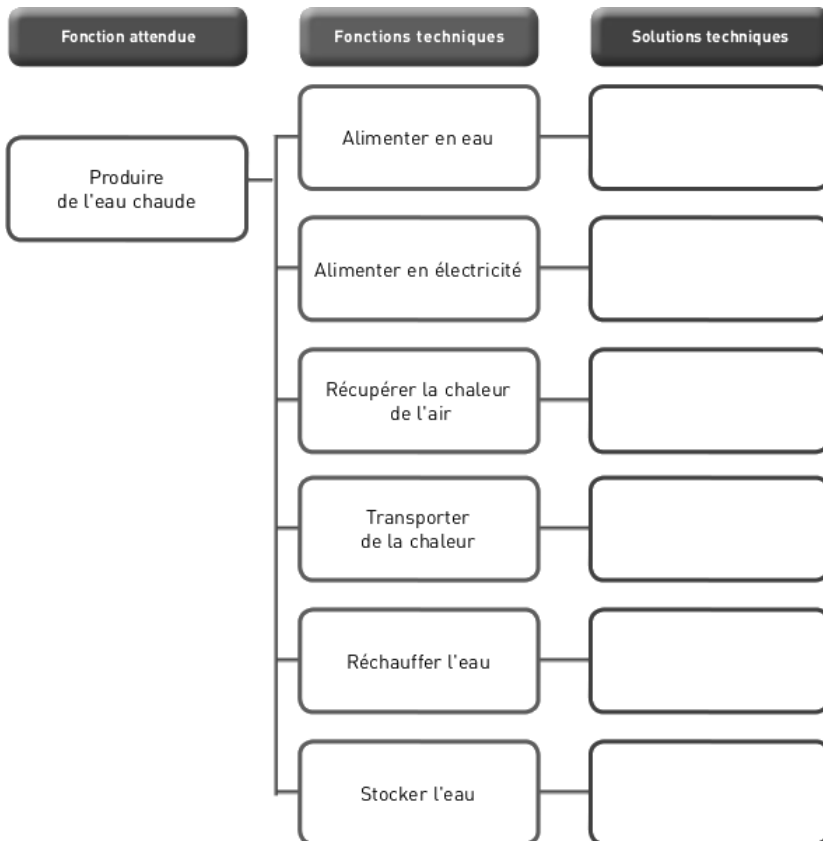 Fonction attendue
Fonctions techniques
Solutions techniques
Produire
de l'eau chaude
Alimenter en eau
Alimenter en électricité
Récupérer la chaleur
de l'air
Transporter
de la chaleur
Réchauffer l'eau
Stocker l'eau